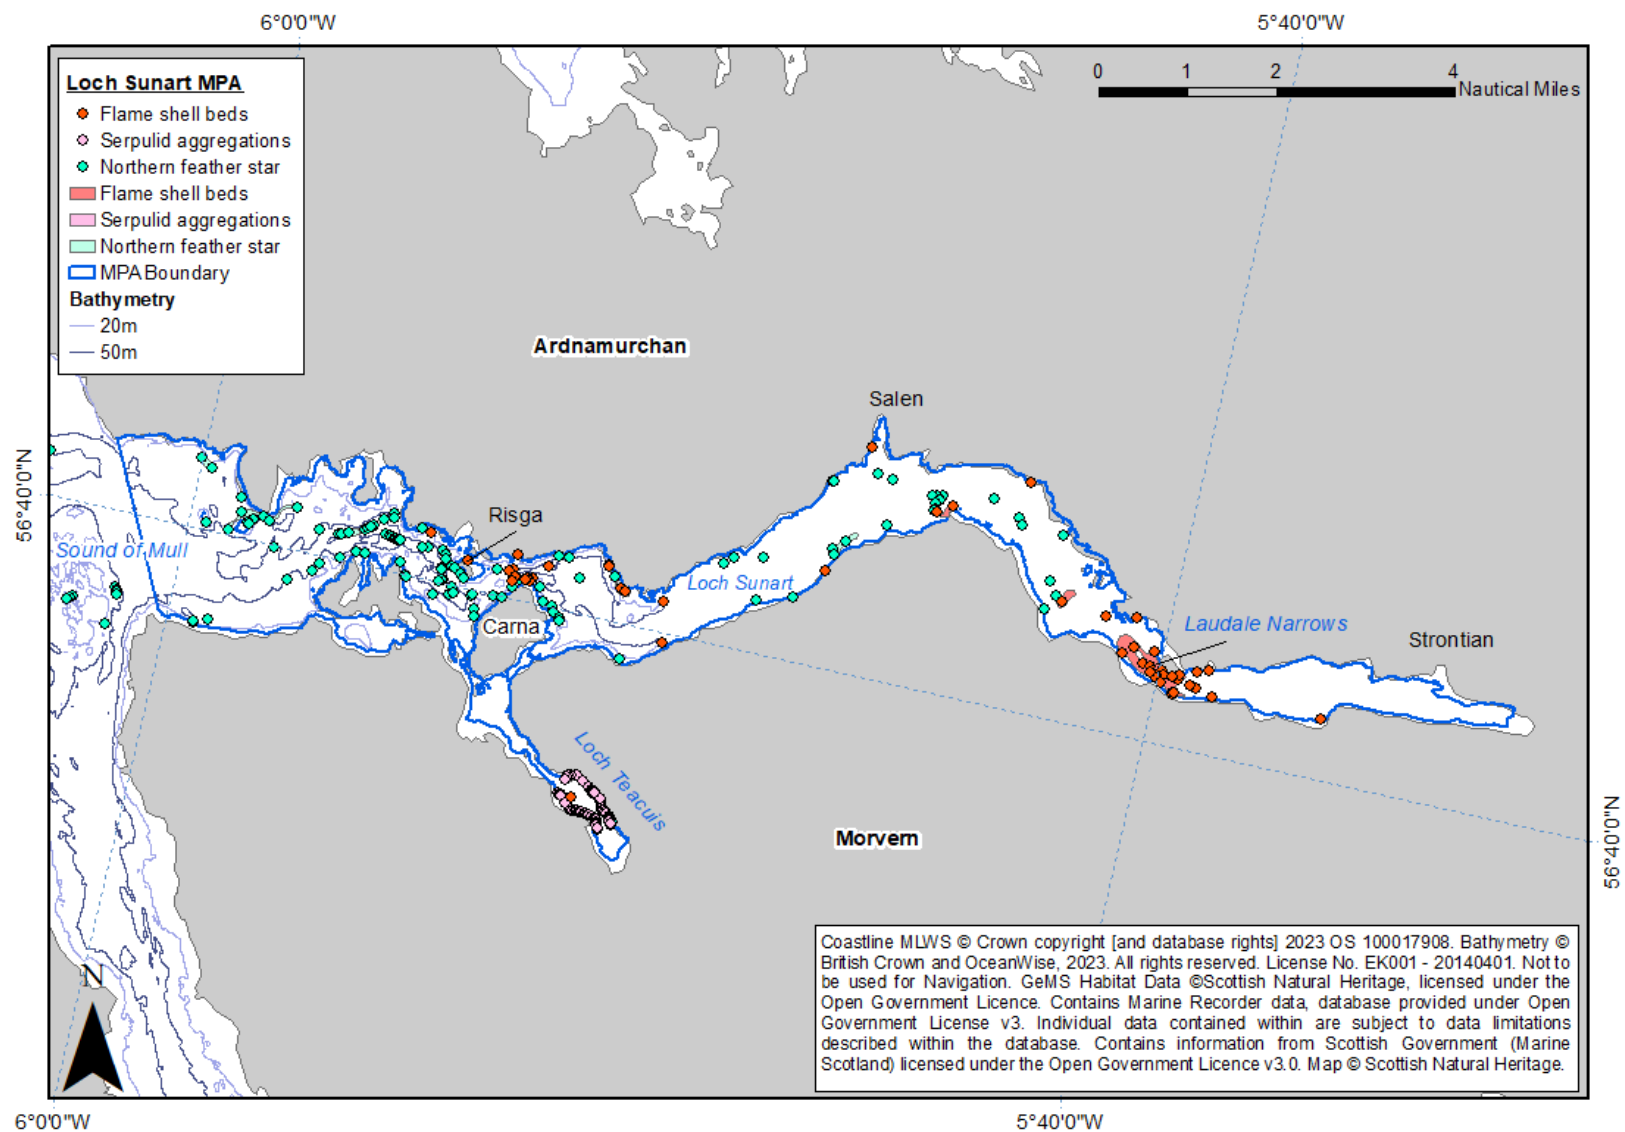 6°0'0"W
5°40'0"W
Loch Sunart MPA
Flame shell beds
Serpulid aggregations
Northern feather star
Flame shell beds
Serpulid aggregations
Northern feather star
MPA Boundary
Bathymetry
20m
50m
0 1 2 4
Nautical Miles
Ardnamurchan
Salen
56°40'0"N
Risga
Sound of Mull
Loch Sunart
Carna
Laudale Narrows
Strontian
Loch Teacuis
Morvern
56°40'0"N
N
Coastline MLWS © Crown copyright [and database rights] 2023 OS 100017908. Bathymetry ©
British Crown and OceanWise, 2023. All rights reserved. License No. EK001 - 20140401. Not to
be used for Navigation. GeMS Habitat Data ©Scottish Natural Heritage, licensed under the
Open Government Licence. Contains Marine Recorder data, database provided under Open
Government License v3. Individual data contained within are subject to data limitations
described within the database. Contains information from Scottish Government (Marine
Scotland) licensed under the Open Government Licence v3.0. Map © Scottish Natural Heritage.
6°0'0"W
5°40'0"W